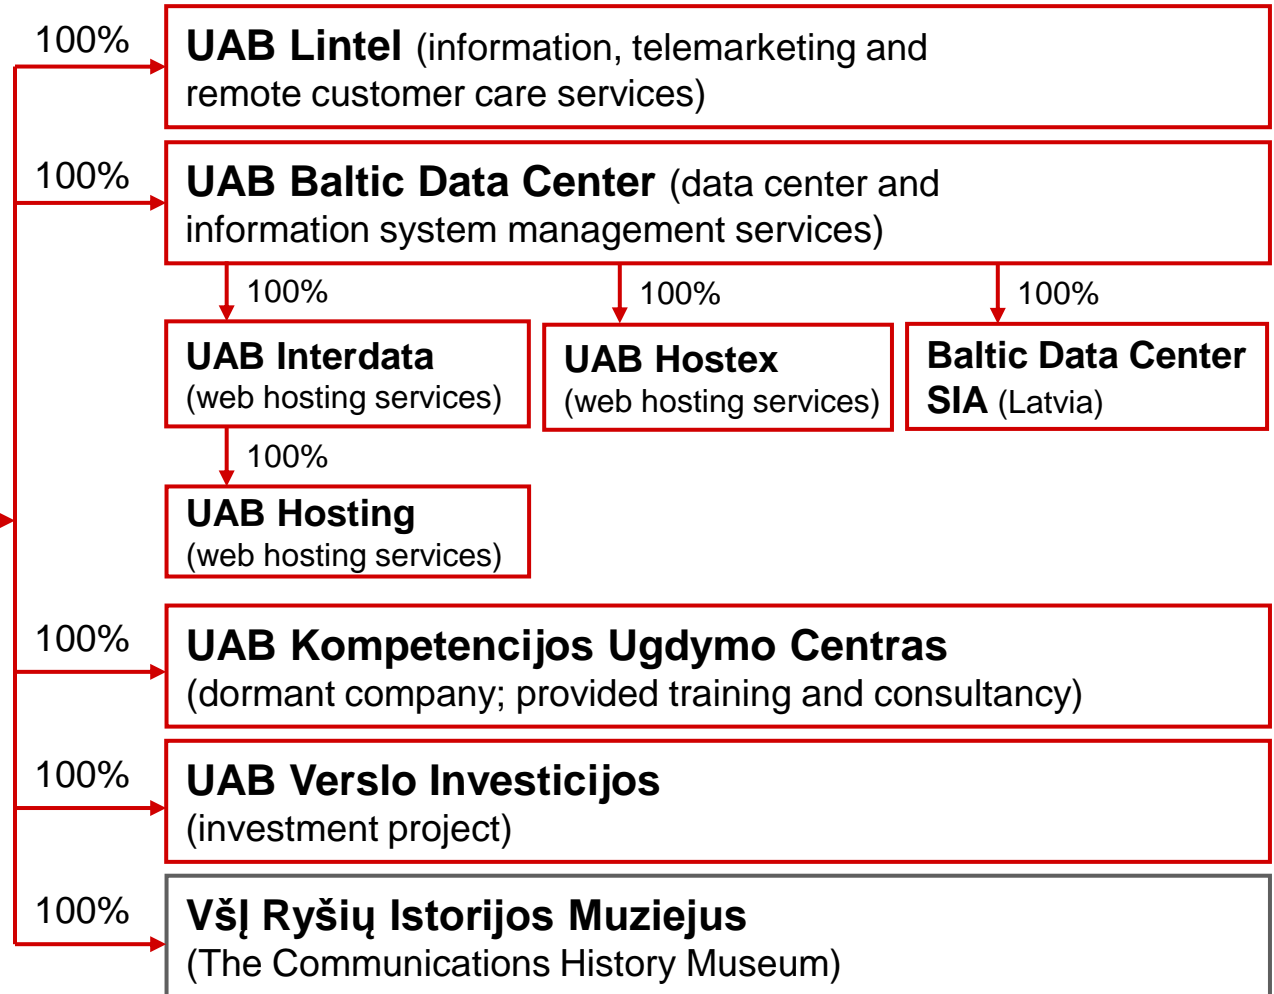 100%
UAB Lintel (information, telemarketing and
remote customer care services)
100%
UAB Baltic Data Center (data center and
information system management services)
100%
100%
100%
UAB Interdata
(web hosting services)
UAB Hostex
(web hosting services)
Baltic Data Center
SIA (Latvia)
100%
UAB Hosting
(web hosting services)
100%
UAB Kompetencijos Ugdymo Centras
(dormant company; provided training and consultancy)
100%
UAB Verslo Investicijos
(investment project)
100%
VšĮ Ryšių Istorijos Muziejus
(The Communications History Museum)